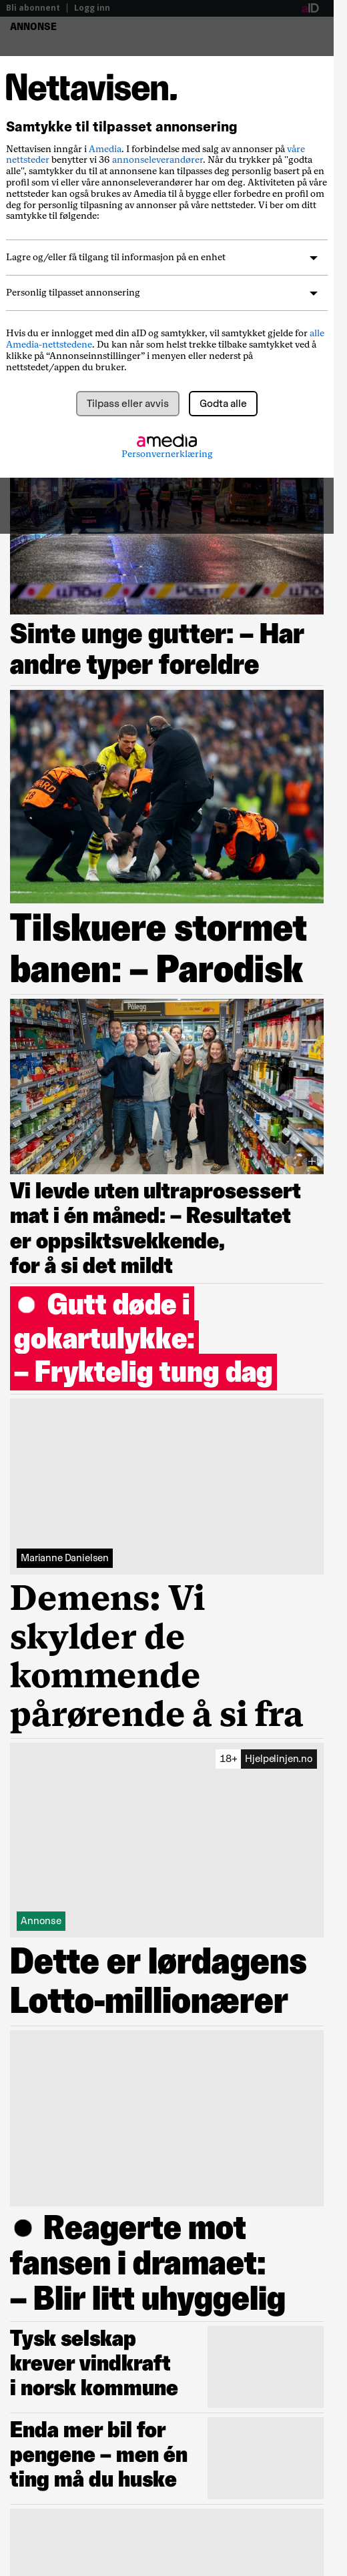 Bli abonnent | Logg inn
aID
ANNONSE
Nettavisen.
Samtykke til tilpasset annonsering
Nettavisen inngår i Amedia. I forbindelse med salg av annonser på våre
nettsteder benytter vi 36 annonseleverandører. Når du trykker på "godta
alle", samtykker du til at annonsene kan tilpasses deg personlig basert på en
profil som vi eller våre annonseleverandører har om deg. Aktiviteten på våre
nettsteder kan også brukes av Amedia til å bygge eller forbedre en profil om
deg for personlig tilpasning av annonser på våre nettsteder. Vi ber om ditt
samtykke til følgende:
Lagre og/eller få tilgang til informasjon på en enhet
Personlig tilpasset annonsering
Hvis du er innlogget med din aID og samtykker, vil samtykket gjelde for alle
Amedia-nettstedene. Du kan når som helst trekke tilbake samtykket ved å
klikke på “Annonseinnstillinger” i menyen eller nederst på
nettstedet/appen du bruker.
Tilpass eller avvis
Godta alle
amedia
Personvernerklæring
Sinte unge gutter: – Har
andre typer foreldre
Tilskuere stormet
banen: – Parodisk
Pålegg
Vi levde uten ultraprosessert
mat i én måned: – Resultatet
er oppsiktsvekkende,
for å si det mildt
Gutt døde i
gokartulykke:
– Fryktelig tung dag
Marianne Danielsen
Demens: Vi
skylder de
kommende
pårørende å si fra
18+ Hjelpelinjen.no
Annonse
Dette er lørdagens
Lotto-millionærer
Reagerte mot
fansen i dramaet:
– Blir litt uhyggelig
Tysk selskap
krever vindkraft
i norsk kommune
Enda mer bil for
pengene – men én
ting må du huske